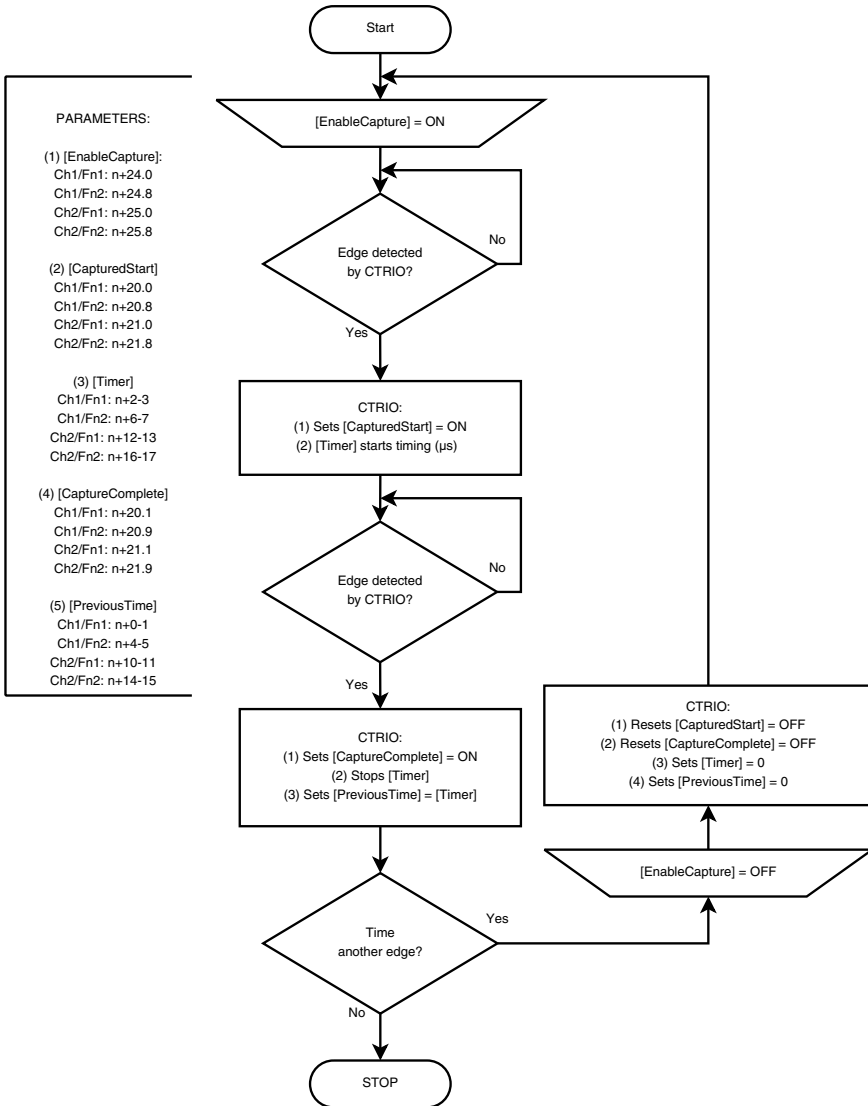 Start
PARAMETERS:
(1) [EnableCapture]:
Ch1/Fn1: n+24.0
Ch1/Fn2: n+24.8
Ch2/Fn1: n+25.0
Ch2/Fn2: n+25.8
(2) [CapturedStart]
Ch1/Fn1: n+20.0
Ch1/Fn2: n+20.8
Ch2/Fn1: n+21.0
Ch2/Fn2: n+21.8
(3) [Timer]
Ch1/Fn1: n+2-3
Ch1/Fn2: n+6-7
Ch2/Fn1: n+12-13
Ch2/Fn2: n+16-17
(4) [CaptureComplete]
Ch1/Fn1: n+20.1
Ch1/Fn2: n+20.9
Ch2/Fn1: n+21.1
Ch2/Fn2: n+21.9
(5) [PreviousTime]
Ch1/Fn1: n+0-1
Ch1/Fn2: n+4-5
Ch2/Fn1: n+10-11
Ch2/Fn2: n+14-15
[EnableCapture] = ON
Edge detected
by CTRIO?
No
Yes
CTRIO:
(1) Sets [CapturedStart] = ON
(2) [Timer] starts timing (μs)
Edge detected
by CTRIO?
No
Yes
CTRIO:
(1) Sets [CaptureComplete] = ON
(2) Stops [Timer]
(3) Sets [PreviousTime] = [Timer]
Time
another edge?
Yes
No
STOP
[EnableCapture] = OFF
CTRIO:
(1) Resets [CapturedStart] = OFF
(2) Resets [CaptureComplete] = OFF
(3) Sets [Timer] = 0
(4) Sets [PreviousTime] = 0